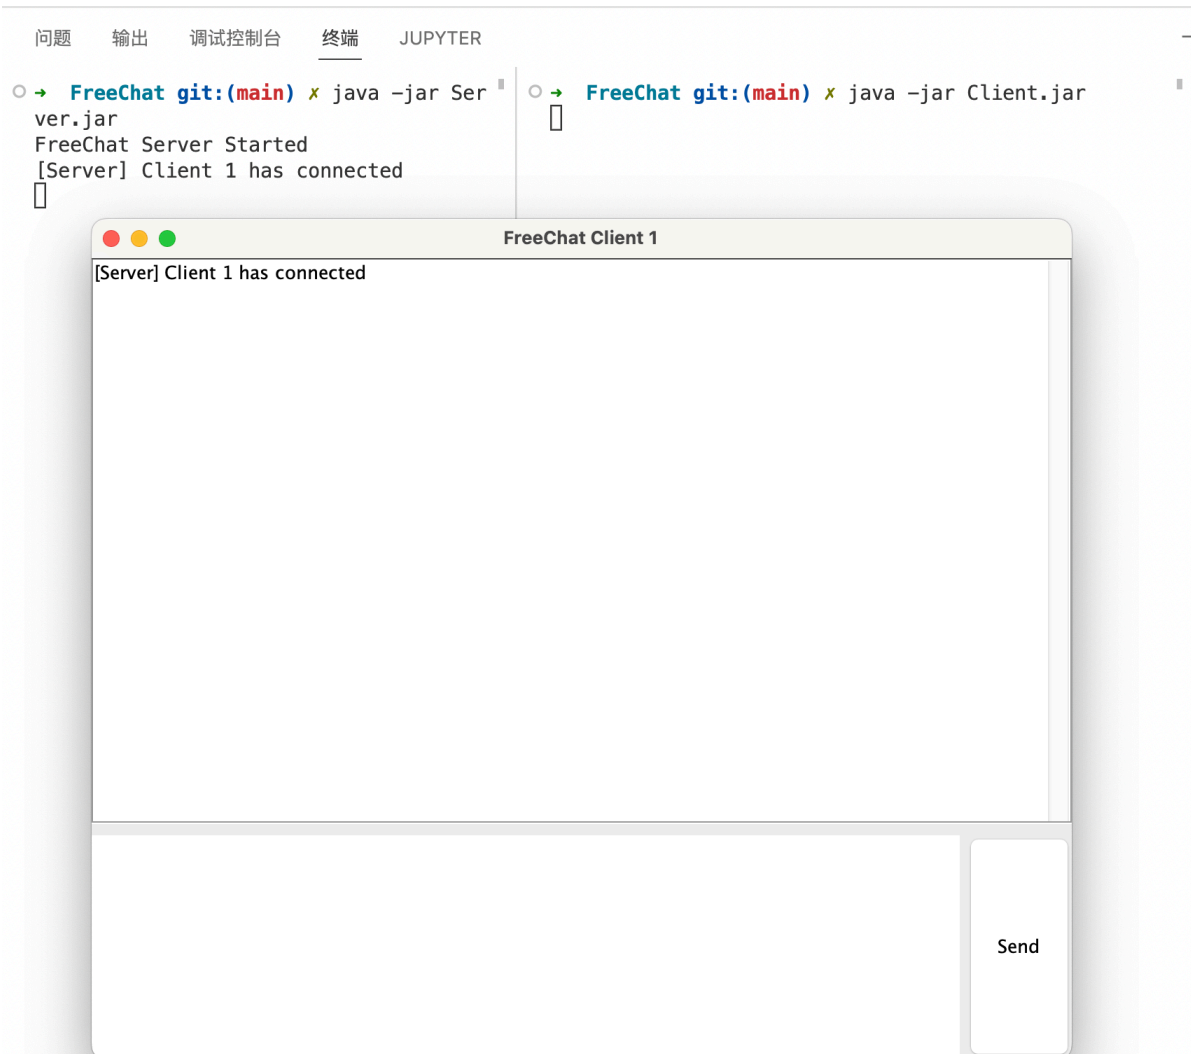 问题 输出 调试控制台 终端 JUPYTER
➜ FreeChat git:(main) ✗ java -jar Ser
ver.jar
FreeChat Server Started
[Server] Client 1 has connected
➜ FreeChat git:(main) ✗ java -jar Client.jar
FreeChat Client 1
[Server] Client 1 has connected
Send